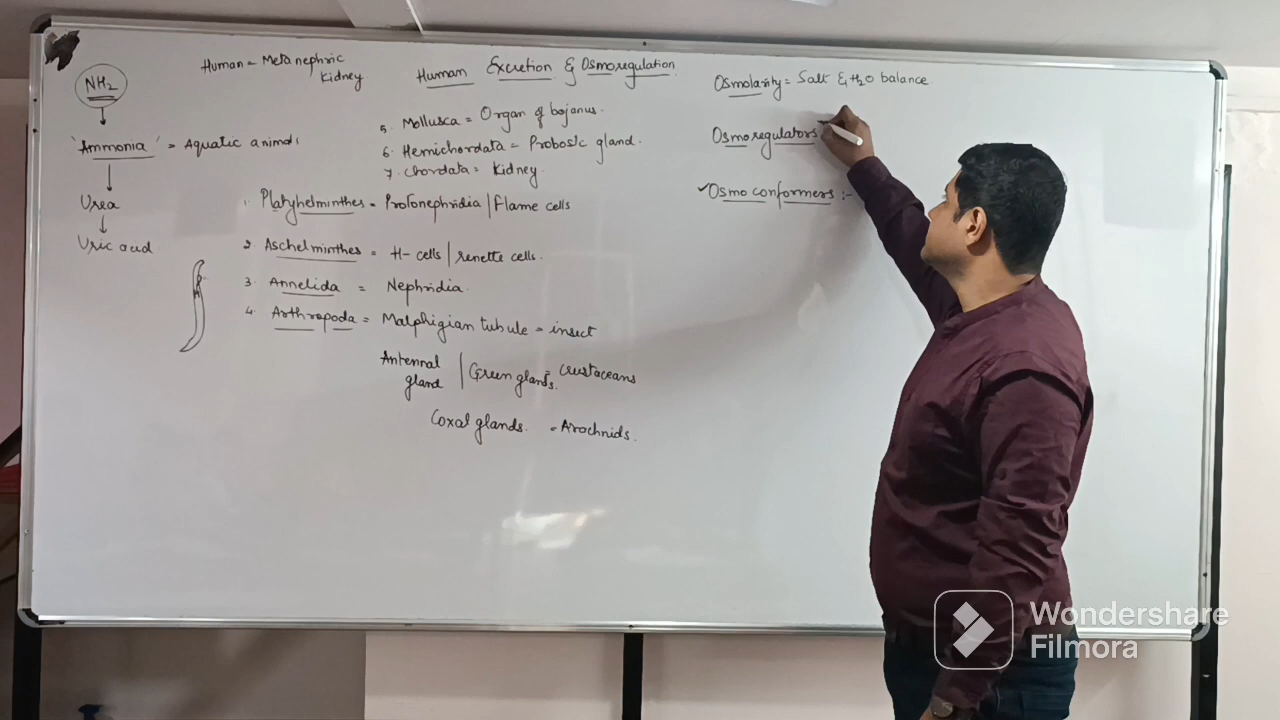 Human = Metanephric
Kidney
Human Excretion & Osmoregulation
NH₂
Ammonia' = Aquatic animals
Urea
Uric acid
5. Mollusca = Organ of bojanus.
6. Hemichordata = Probosic gland.
7. Chordata = Kidney
1. Platyhelminthes = Protonephridia | Flame cells
2. Aschelminthes = H- cells | renette cells.
3. Annelida = Nephridia
4. Arthropoda = Malphigian tubule = insect
Antennal gland | Green glands. crustaceans
Coxal glands. = Arachnids.
Osmolarity = Salt & H₂O balance
Osmoregulators
✓Osmo conformers :-
Wondershare
Filmora